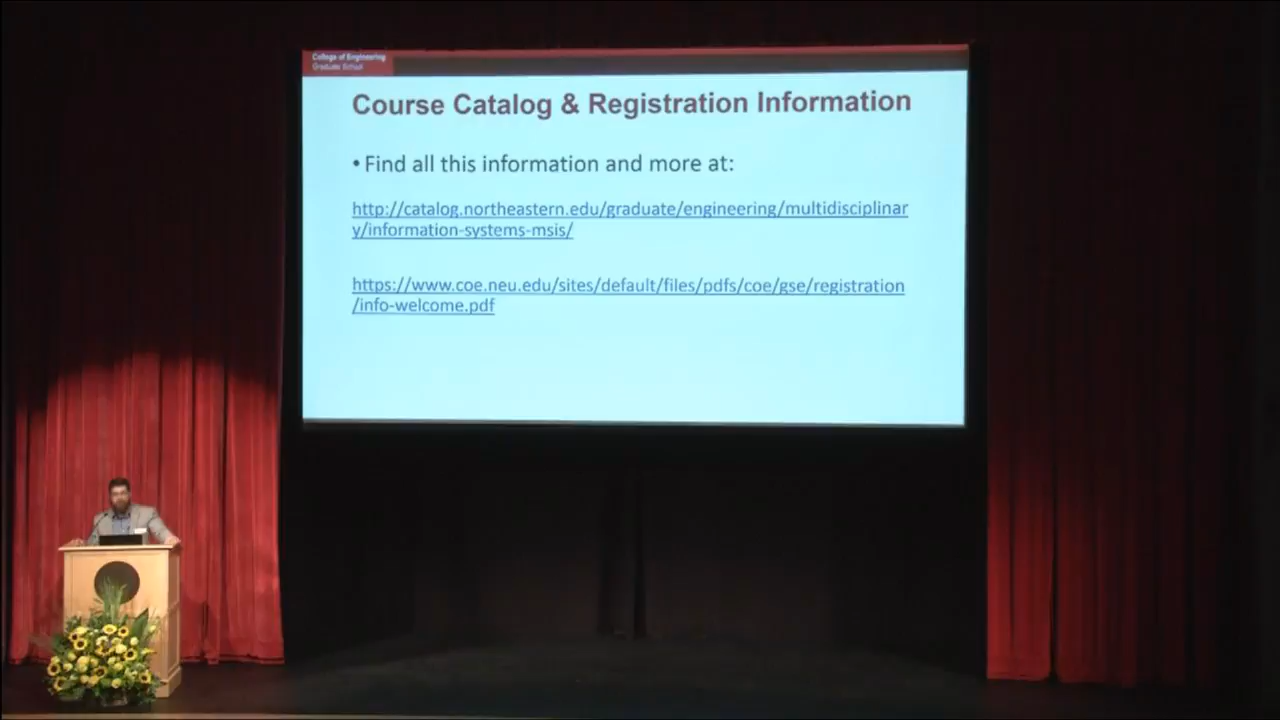 College of Engineering
Graduate School
Course Catalog & Registration Information
• Find all this information and more at:
http://catalog.northeastern.edu/graduate/engineering/multidisciplinar
y/information-systems-msis/
https://www.coe.neu.edu/sites/default/files/pdfs/coe/gse/registration
/info-welcome.pdf